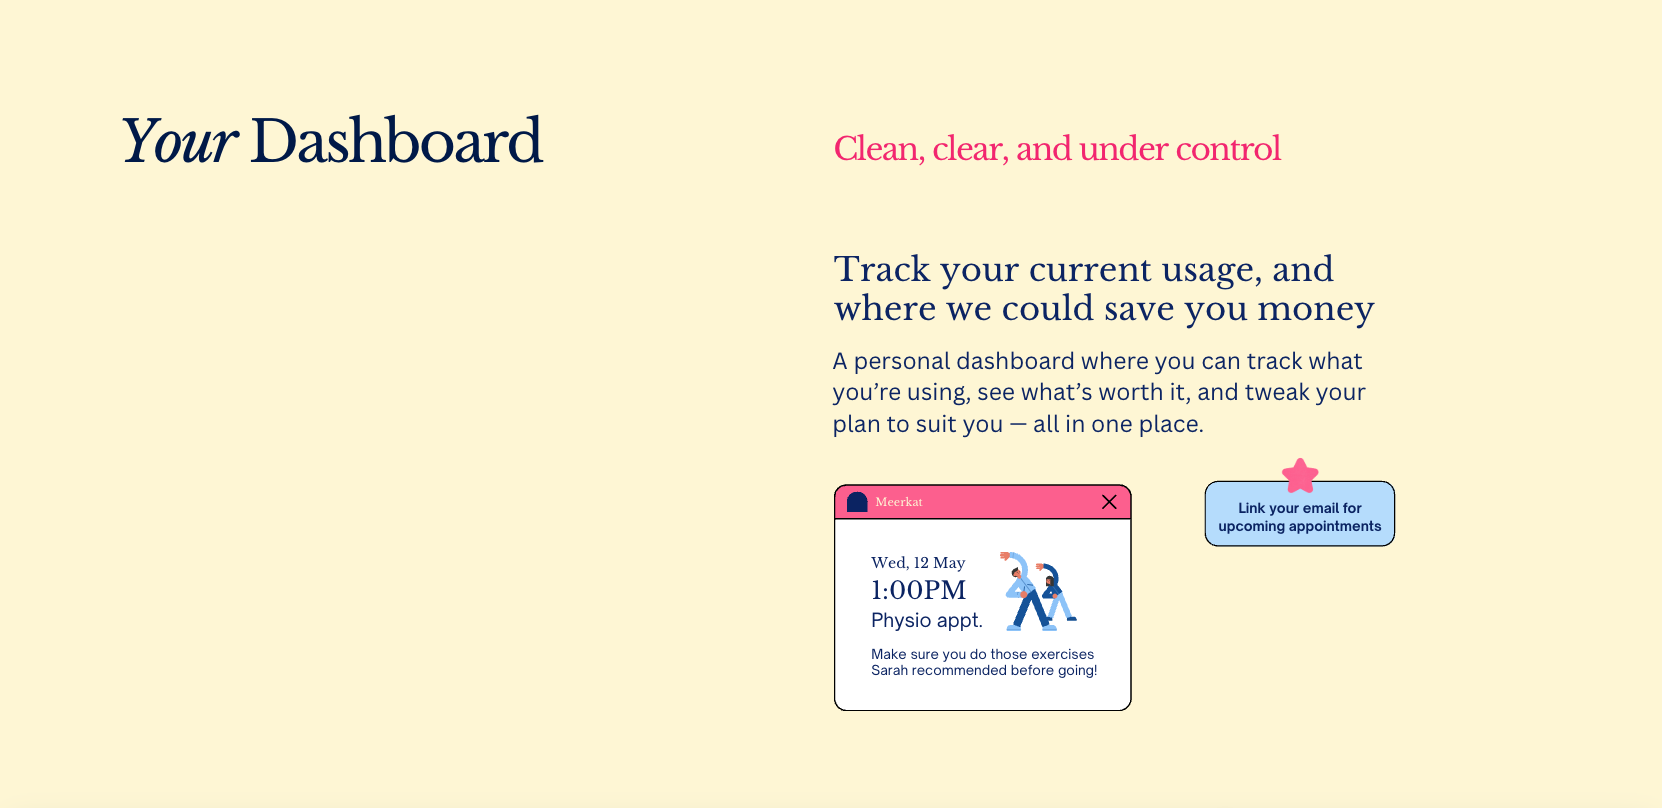 Your Dashboard
Clean, clear, and under control
Track your current usage, and
where we could save you money
A personal dashboard where you can track what
you’re using, see what’s worth it, and tweak your
plan to suit you — all in one place.
Meerkat
Wed, 12 May
1:00PM
Physio appt.
Make sure you do those exercises
Sarah recommended before going!
Link your email for
upcoming appointments